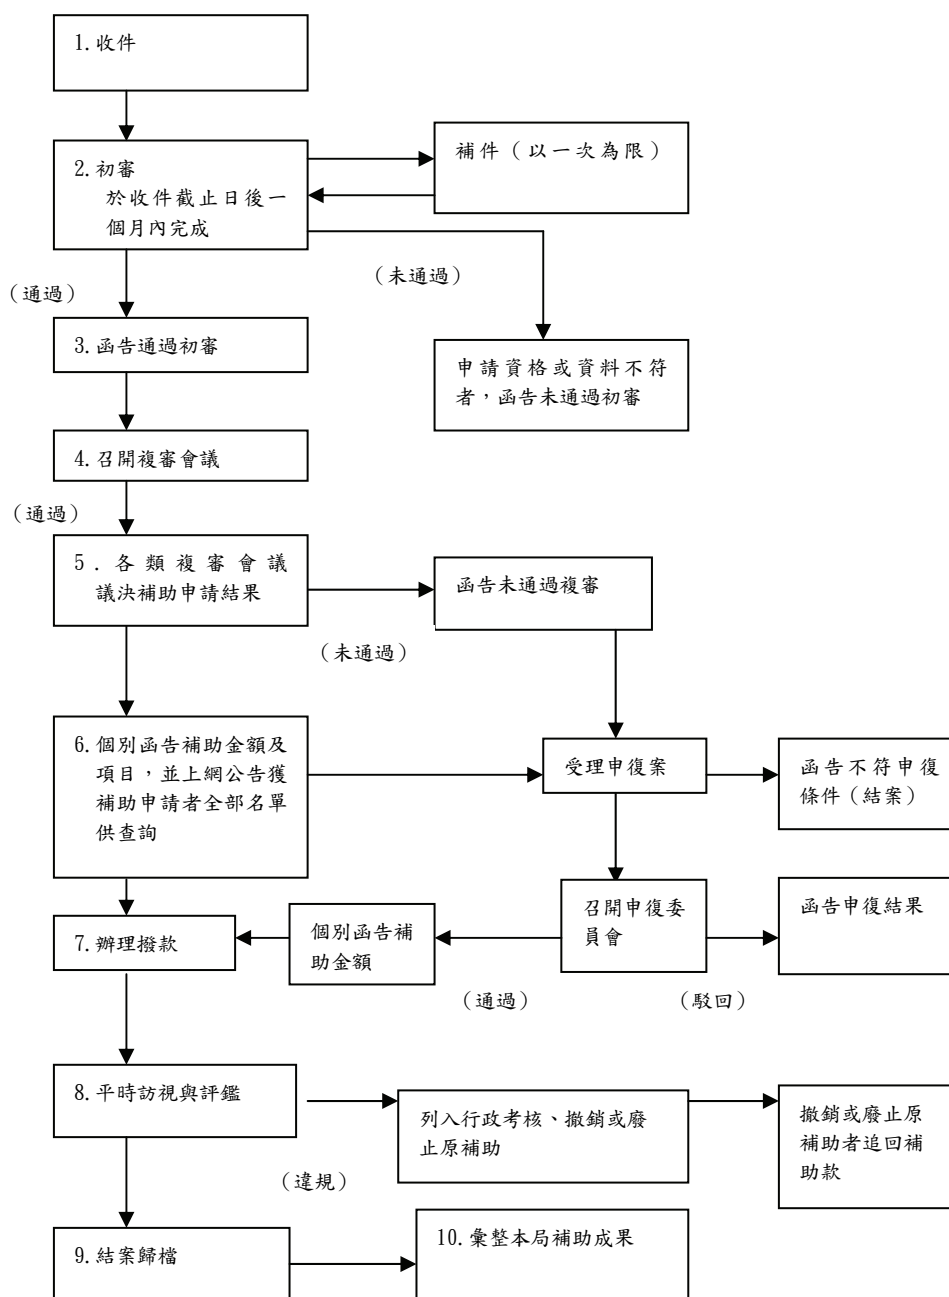 1.收件
2.初審
於收件截止日後一
個月內完成
補件（以一次為限）
（通過）
（未通過）
3.函告通過初審
申請資格或資料不符
者，函告未通過初審
4.召開複審會議
（通過）
5.各類複審會議
議決補助申請結果
函告未通過複審
（未通過）
6.個別函告補助金額及
項目，並上網公告獲
補助申請者全部名單
供查詢
受理申復案
函告不符申復
條件（結案）
7.辦理撥款
個別函告補
助金額
召開申復委
員會
函告申復結果
（通過）
（駁回）
8.平時訪視與評鑑
列入行政考核、撤銷或廢
止原補助
撤銷或廢止原
補助者追回補
助款
（違規）
9.結案歸檔
10.彙整本局補助成果